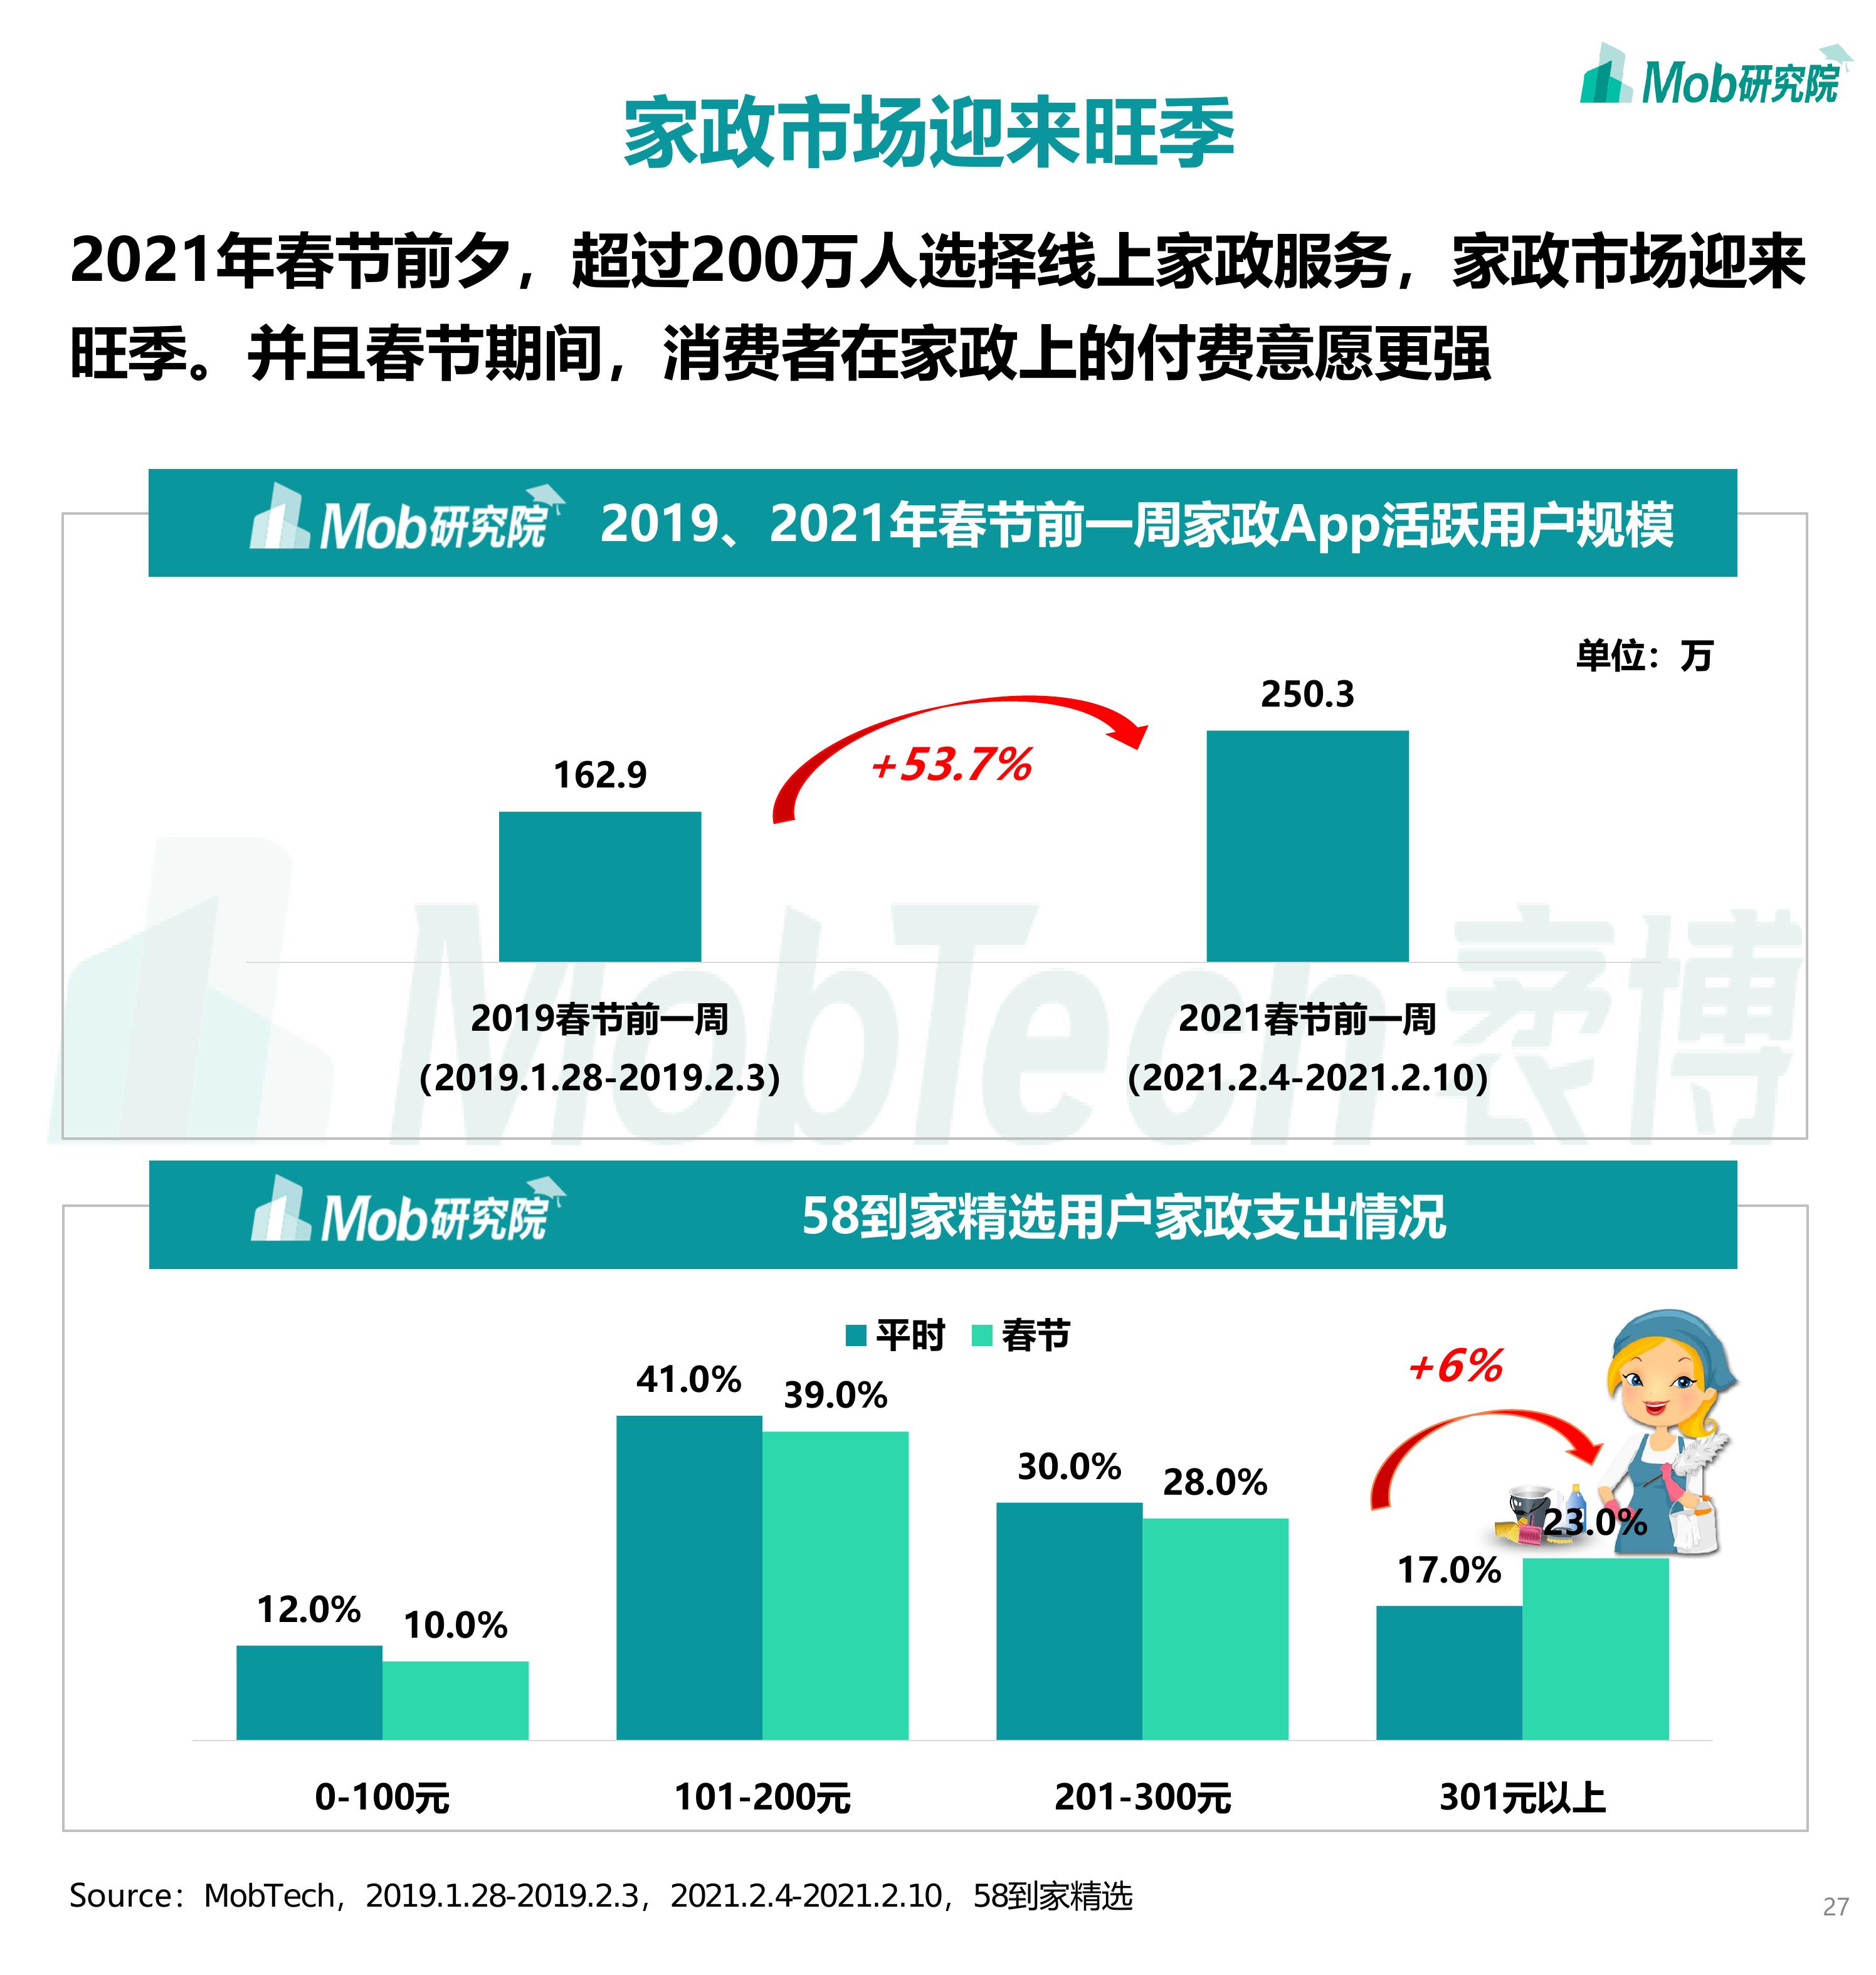 Mob研究院
家政市场迎来旺季
2021年春节前夕，超过200万人选择线上家政服务，家政市场迎来
旺季。并且春节期间，消费者在家政上的付费意愿更强
Mob研究院 2019、2021年春节前一周家政App活跃用户规模
单位：万
250.3
+53.7%
162.9
MobTech袤博
2019春节前一周 2021春节前一周
(2019.1.28-2019.2.3) (2021.2.4-2021.2.10)
Mob研究院 58到家精选用户家政支出情况
平时 春节
+6%
41.0% 39.0%
30.0% 28.0%
23.0%
17.0%
12.0% 10.0%
0-100元 101-200元 201-300元 301元以上
Source：MobTech，2019.1.28-2019.2.3，2021.2.4-2021.2.10，58到家精选
27